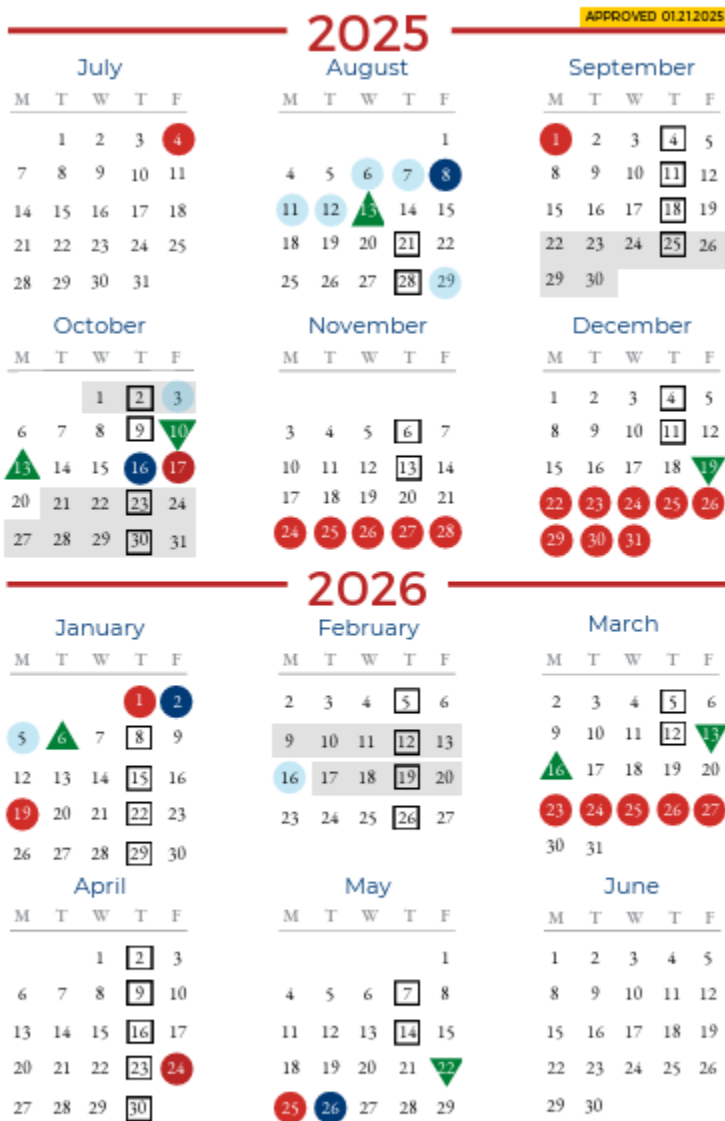 APPROVED 01.21.2025
2025
July August September
M T W T F M T W T F M T W T F
1 2 3 4 1 1 2 3 4 5
7 8 9 10 11 4 5 6 7 8 8 9 10 11 12
14 15 16 17 18 11 12 13 14 15 15 16 17 18 19
21 22 23 24 25 18 19 20 21 22 22 23 24 25 26
28 29 30 31 25 26 27 28 29 29 30
October November December
M T W T F M T W T F M T W T F
1 2 3 1 2 3 4 5
6 7 8 9 10 3 4 5 6 7 8 9 10 11 12
13 14 15 16 17 10 11 12 13 14 15 16 17 18 19
20 21 22 23 24 17 18 19 20 21 22 23 24 25 26
27 28 29 30 31 24 25 26 27 28 29 30 31
2026
January February March
M T W T F M T W T F M T W T F
1 2 2 3 4 5 6 2 3 4 5 6
5 6 7 8 9 9 10 11 12 13 9 10 11 12 13
12 13 14 15 16 16 17 18 19 20 16 17 18 19 20
19 20 21 22 23 23 24 25 26 27 23 24 25 26 27
26 27 28 29 30 30 31
April May June
M T W T F M T W T F M T W T F
1 2 3 1 1 2 3 4 5
6 7 8 9 10 4 5 6 7 8 8 9 10 11 12
13 14 15 16 17 11 12 13 14 15 15 16 17 18 19
20 21 22 23 24 18 19 20 21 22 22 23 24 25 26
27 28 29 30 25 26 27 28 29 29 30